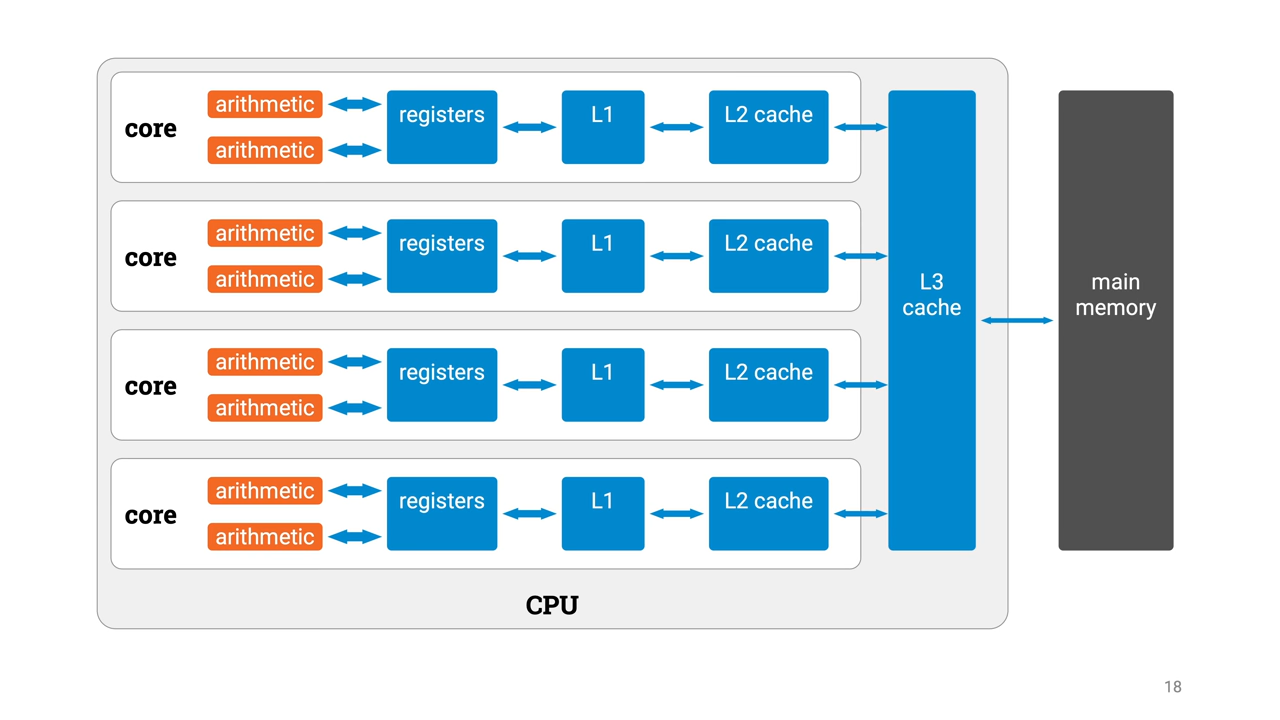 core
arithmetic
arithmetic
registers
L1
L2 cache
core
arithmetic
arithmetic
registers
L1
L2 cache
core
arithmetic
arithmetic
registers
L1
L2 cache
core
arithmetic
arithmetic
registers
L1
L2 cache
L3
cache
main
memory
CPU
18